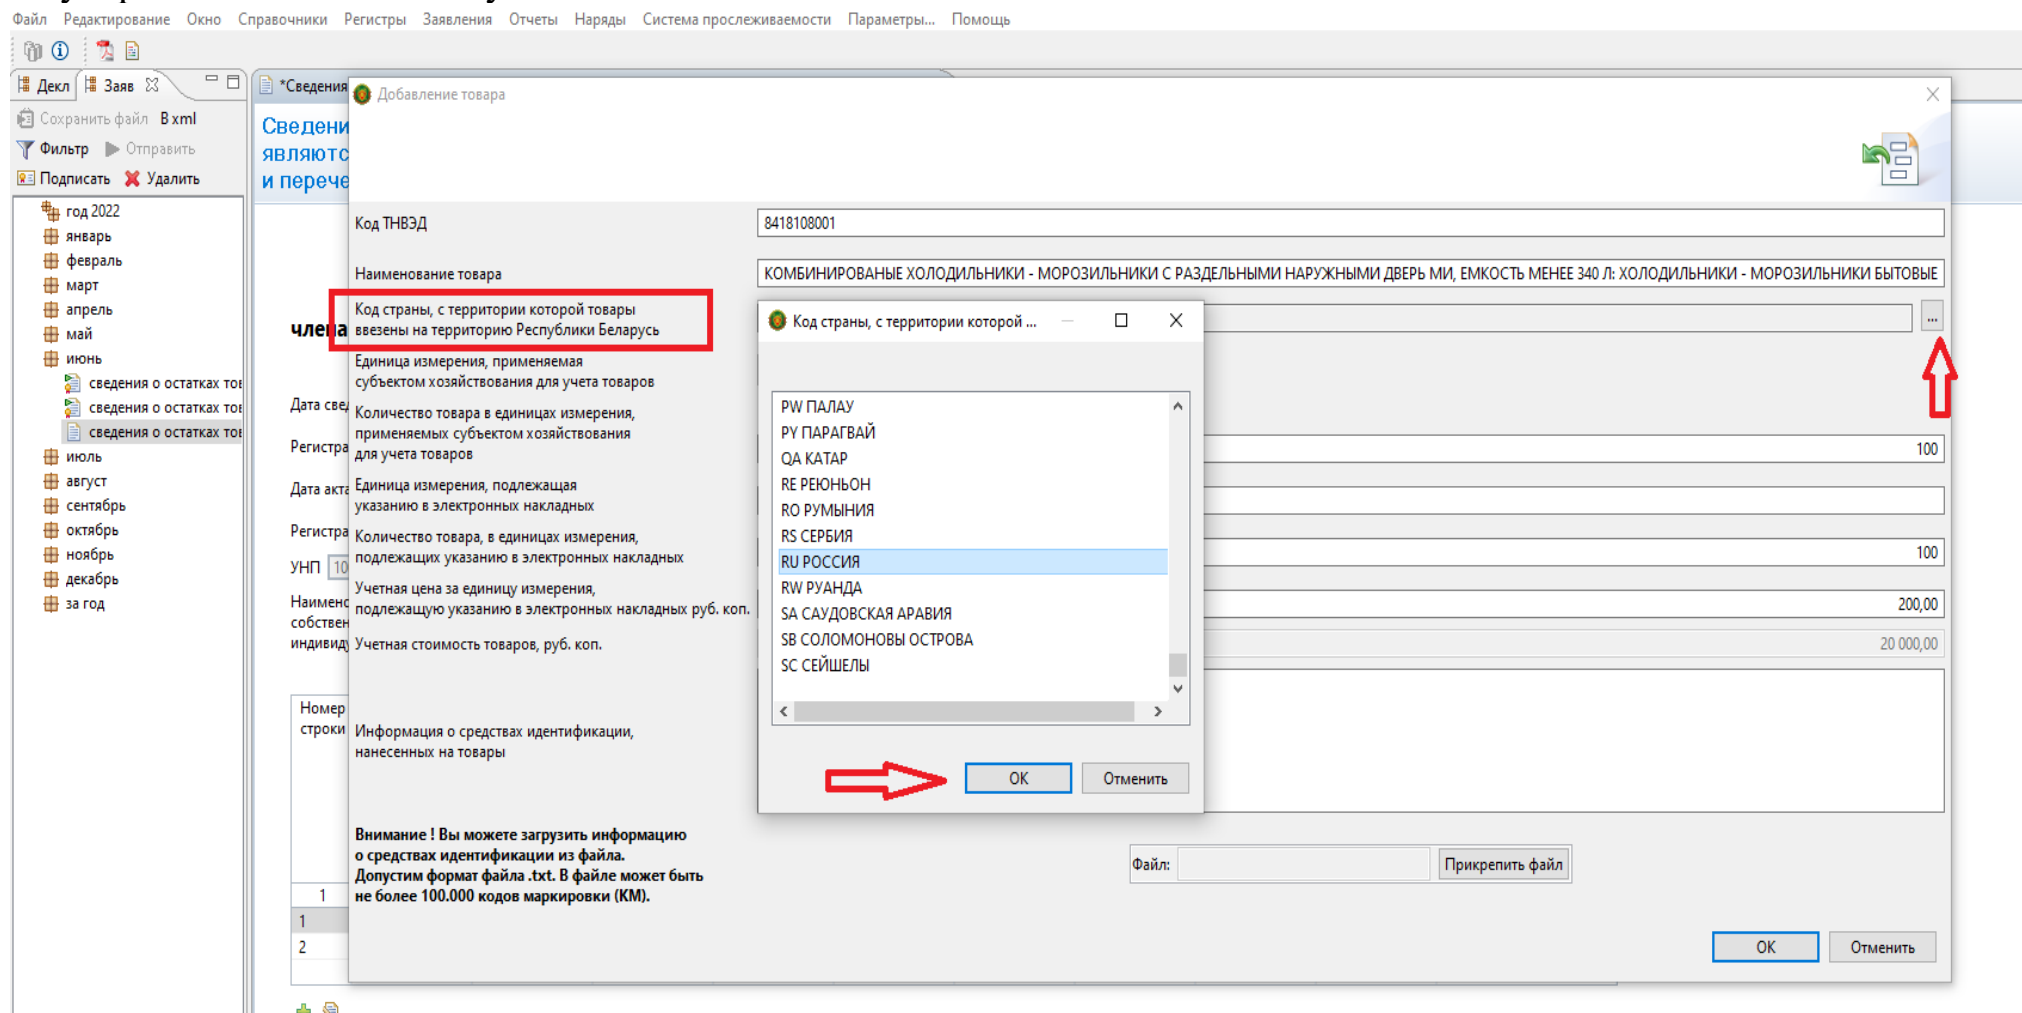 Файл Редактирование Окно Справочники Регистры Заявления Отчеты Наряды Система прослеживаемости Параметры... Помощь
Декл Заяв
Сохранить файл В xml
Фильтр Отправить
Подписать Удалить
год 2022
январь
февраль
март
апрель
май
июнь
сведения о остатках тов
сведения о остатках тов
сведения о остатках тов
июль
август
сентябрь
октябрь
ноябрь
декабрь
за год
*Сведения
Сведени
являютс
и перече
члена
Дата све
Регистра
Дата акта
Регистра
УНП 10
Наимено
собствен
индивид
Номер
строки
1
1
2
Добавление товара
Код ТНВЭД
8418108001
Наименование товара
КОМБИНИРОВАНЫЕ ХОЛОДИЛЬНИКИ - МОРОЗИЛЬНИКИ С РАЗДЕЛЬНЫМИ НАРУЖНЫМИ ДВЕРЬ МИ, ЕМКОСТЬ МЕНЕЕ 340 Л: ХОЛОДИЛЬНИКИ - МОРОЗИЛЬНИКИ БЫТОВЫЕ
Код страны, с территории которой товары
ввезены на территорию Республики Беларусь
...
Единица измерения, применяемая
субъектом хозяйствования для учета товаров
Количество товара в единицах измерения,
применяемых субъектом хозяйствования
для учета товаров
100
Единица измерения, подлежащая
указанию в электронных накладных
Количество товара, в единицах измерения,
подлежащих указанию в электронных накладных
100
Учетная цена за единицу измерения,
подлежащую указанию в электронных накладных руб. коп.
200,00
Учетная стоимость товаров, руб. коп.
20 000,00
Информация о средствах идентификации,
нанесенных на товары
Внимание ! Вы можете загрузить информацию
о средствах идентификации из файла.
Допустим формат файла .txt. В файле может быть
не более 100.000 кодов маркировки (КМ).
Файл:
Прикрепить файл
OK
Отменить
Код страны, с территории которой ...
PW ПАЛАУ
PY ПАРАГВАЙ
QA КАТАР
RE РЕЮНЬОН
RO РУМЫНИЯ
RS СЕРБИЯ
RU РОССИЯ
RW РУАНДА
SA САУДОВСКАЯ АРАВИЯ
SB СОЛОМОНОВЫ ОСТРОВА
SC СЕЙШЕЛЫ
OK
Отменить